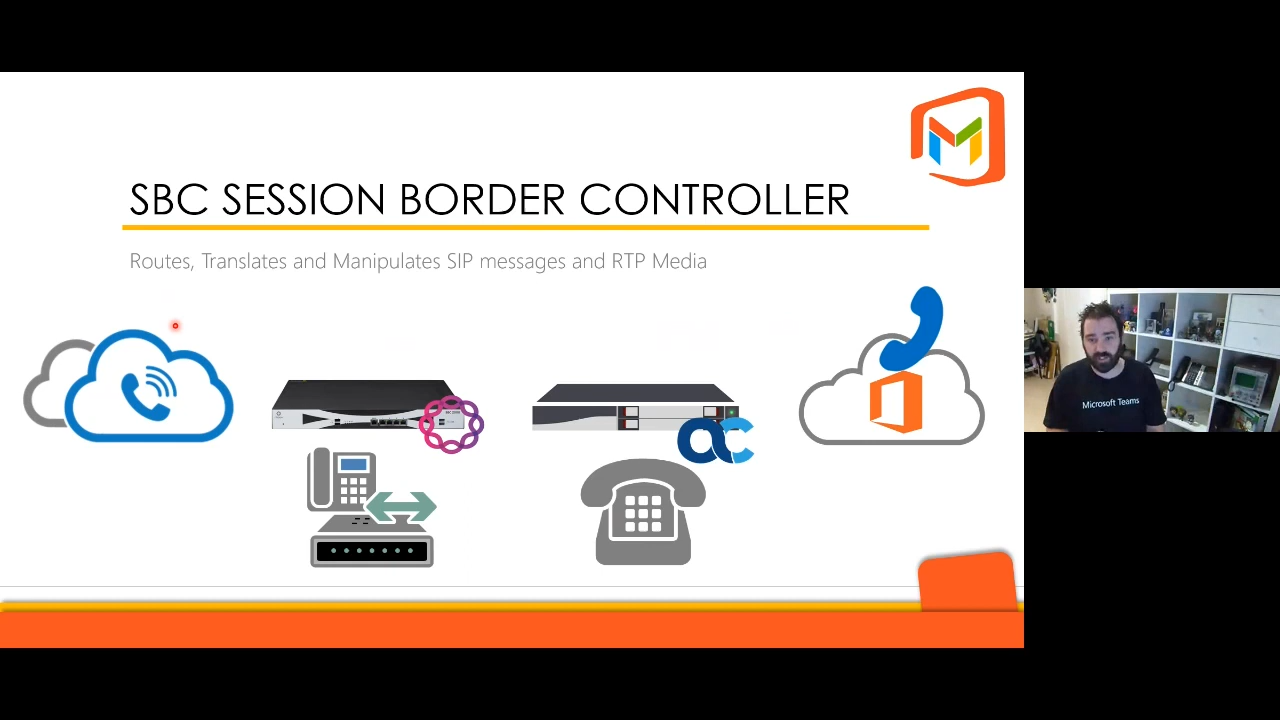 SBC SESSION BORDER CONTROLLER
Routes, Translates and Manipulates SIP messages and RTP Media
Microsoft Teams